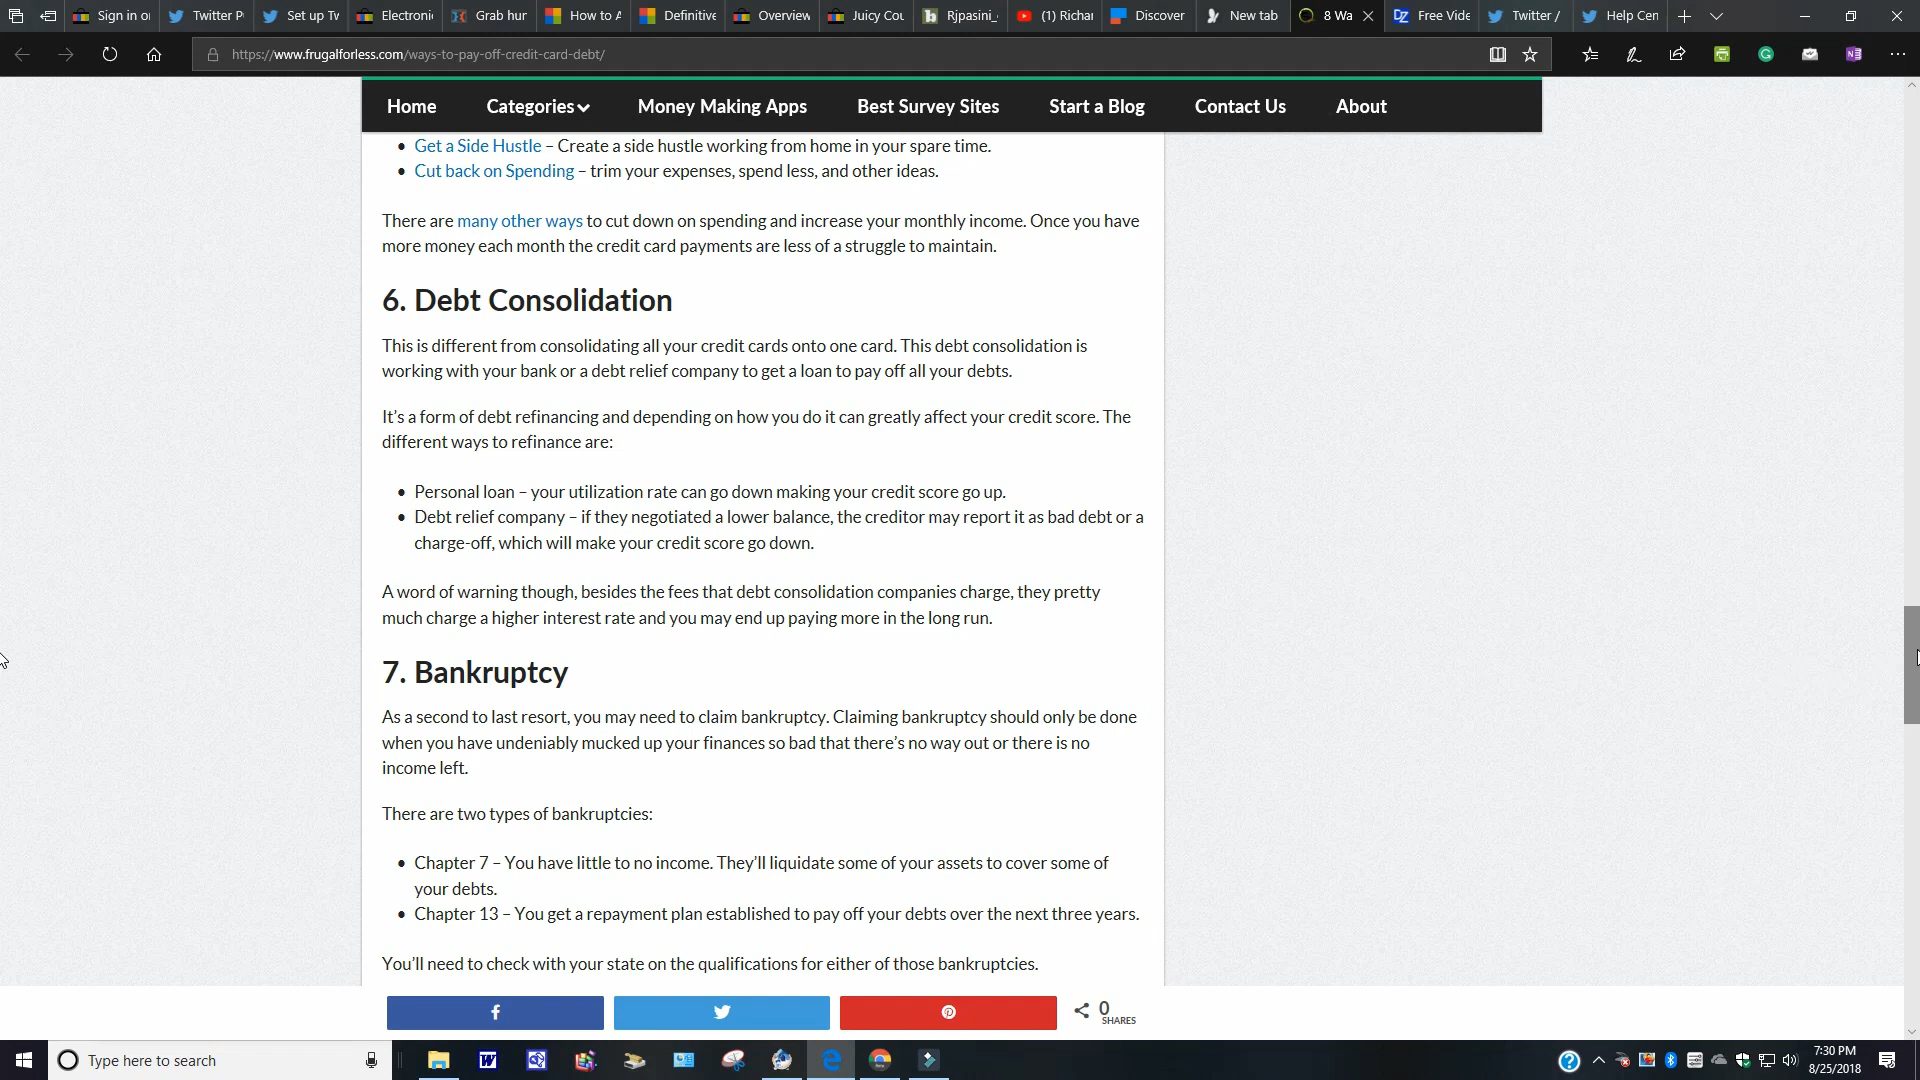 Sign in or
Twitter P
Set up Tw
Electroni
Grab hur
How to A
Definitive
Overview
Juicy Cou
Rjpasini_
(1) Richar
Discover
New tab
8 Wa
Free Vide
Twitter /
Help Cen
https://www.frugalforless.com/ways-to-pay-off-credit-card-debt/
Home Categories Money Making Apps Best Survey Sites Start a Blog Contact Us About
• Get a Side Hustle – Create a side hustle working from home in your spare time.
• Cut back on Spending – trim your expenses, spend less, and other ideas.
There are many other ways to cut down on spending and increase your monthly income. Once you have
more money each month the credit card payments are less of a struggle to maintain.
6. Debt Consolidation
This is different from consolidating all your credit cards onto one card. This debt consolidation is
working with your bank or a debt relief company to get a loan to pay off all your debts.
It's a form of debt refinancing and depending on how you do it can greatly affect your credit score. The
different ways to refinance are:
• Personal loan – your utilization rate can go down making your credit score go up.
• Debt relief company – if they negotiated a lower balance, the creditor may report it as bad debt or a
charge-off, which will make your credit score go down.
A word of warning though, besides the fees that debt consolidation companies charge, they pretty
much charge a higher interest rate and you may end up paying more in the long run.
7. Bankruptcy
As a second to last resort, you may need to claim bankruptcy. Claiming bankruptcy should only be done
when you have undeniably mucked up your finances so bad that there's no way out or there is no
income left.
There are two types of bankruptcies:
• Chapter 7 – You have little to no income. They'll liquidate some of your assets to cover some of
your debts.
• Chapter 13 – You get a repayment plan established to pay off your debts over the next three years.
You'll need to check with your state on the qualifications for either of those bankruptcies.
0
SHARES
Type here to search
7:30 PM
8/25/2018